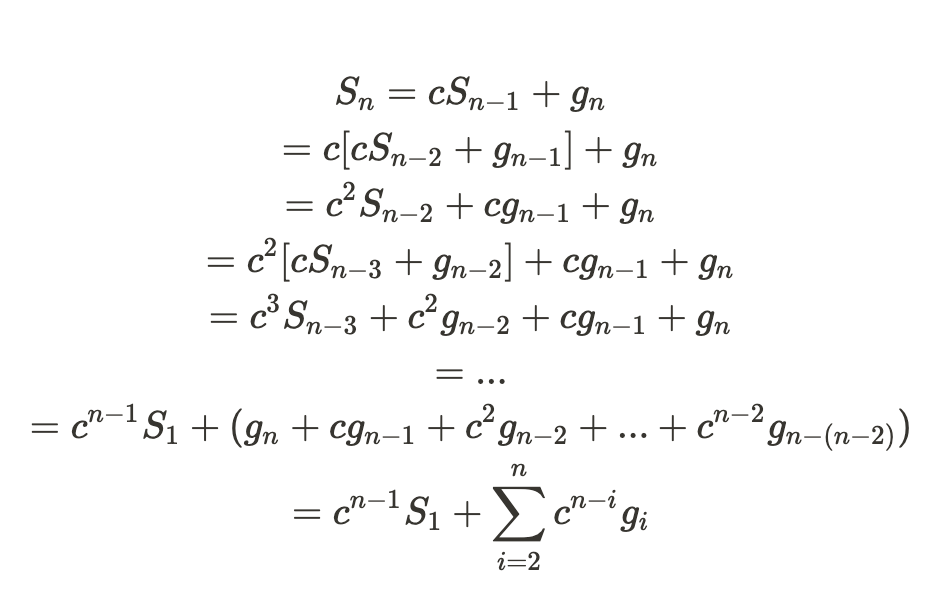 $S_n = cS_{n-1} + g_n$
$= c[cS_{n-2} + g_{n-1}] + g_n$
$= c^2 S_{n-2} + cg_{n-1} + g_n$
$= c^2[cS_{n-3} + g_{n-2}] + cg_{n-1} + g_n$
$= c^3 S_{n-3} + c^2 g_{n-2} + cg_{n-1} + g_n$
$= ...$
$= c^{n-1} S_1 + (g_n + cg_{n-1} + c^2 g_{n-2} + ... + c^{n-2} g_{n-(n-2)})$
$= c^{n-1} S_1 + \sum_{i=2}^{n} c^{n-i} g_i$